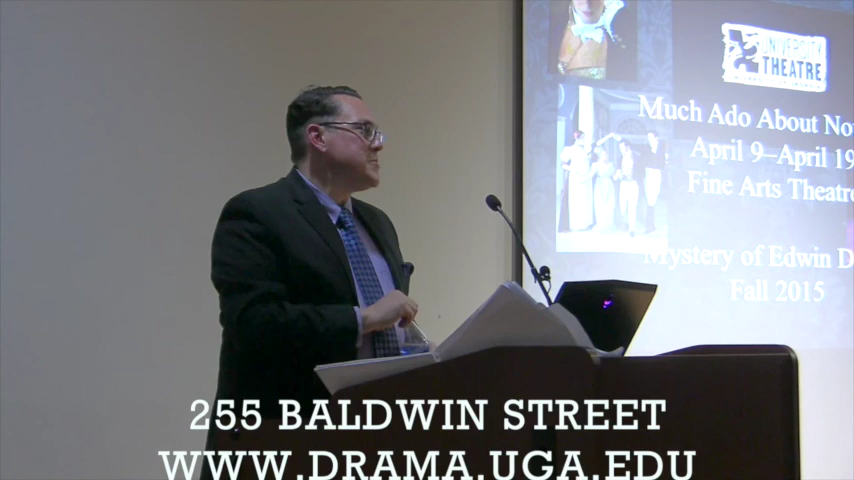 UNIVERSITY
THEATRE
Much Ado About No
April 9–April 19
Fine Arts Theatre
Mystery of Edwin D
Fall 2015
255 BALDWIN STREET
WWW.DRAMA.UGA.EDU